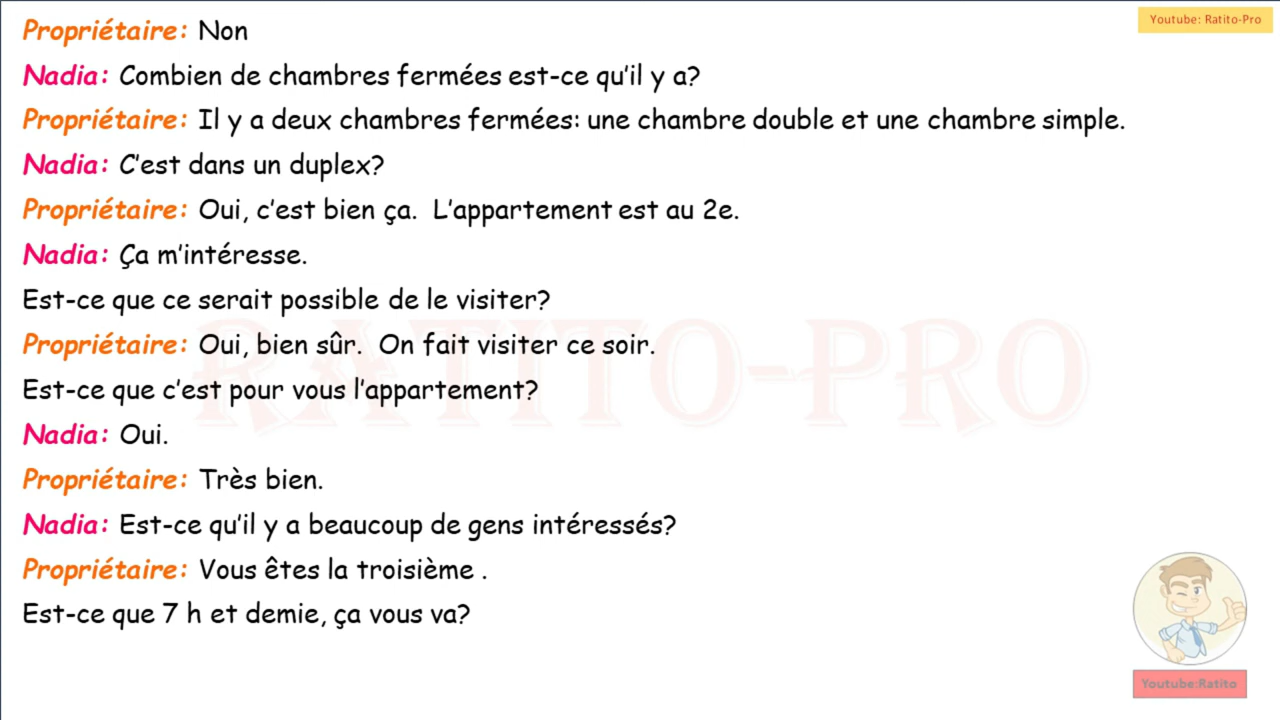 Youtube: Ratito-Pro
Propriétaire: Non
Nadia: Combien de chambres fermées est-ce qu'il y a?
Propriétaire: Il y a deux chambres fermées: une chambre double et une chambre simple.
Nadia: C'est dans un duplex?
Propriétaire: Oui, c'est bien ça. L'appartement est au 2e.
Nadia: Ça m'intéresse.
Est-ce que ce serait possible de le visiter?
Propriétaire: Oui, bien sûr. On fait visiter ce soir.
RATITO-PRO
Est-ce que c'est pour vous l'appartement?
Nadia: Oui.
Propriétaire: Très bien.
Nadia: Est-ce qu'il y a beaucoup de gens intéressés?
Propriétaire: Vous êtes la troisième .
Est-ce que 7 h et demie, ça vous va?
Youtube:Ratito